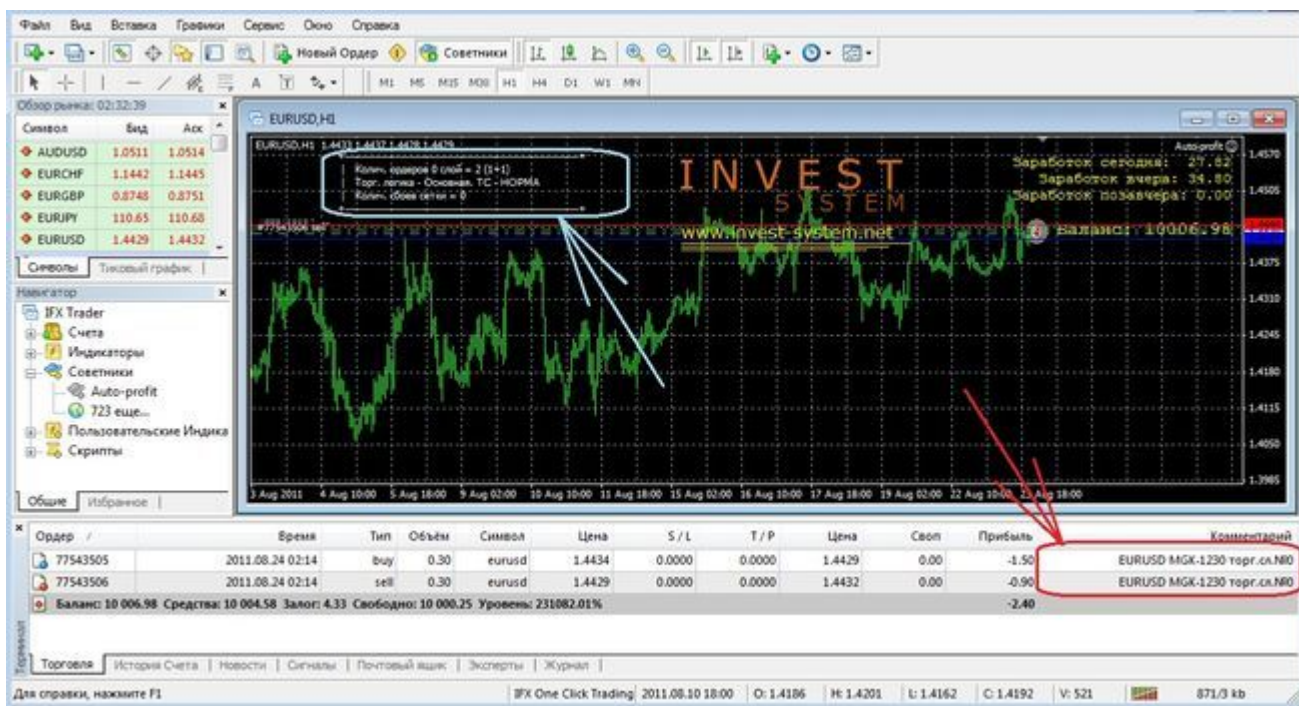 Файл Вид Вставка Графики Сервис Окно Справка
Новый Ордер Советники
A T M1 M5 M15 M30 H1 H4 D1 W1 MN
Обзор рынка: 02:32:39
Символ Бид Аск
AUDUSD 1.0511 1.0514
EURCHF 1.1442 1.1445
EURGBP 0.8748 0.8751
EURJPY 110.65 110.68
EURUSD 1.4429 1.4432
Символы Тиковый график
Навигатор
IFX Trader
Счета
Индикаторы
Советники
Auto-profit
723 еще...
Пользовательские Индика
Скрипты
Общие Избранное
EURUSD,H1
EURUSD,H1 1.4433 1.4437 1.4428 1.4429
Колич. ордеров 0 слой = 2 (1+1)
Торг. логика - Основная. ТС - НОРМА
Колич. сбоев сетки = 0
#77543506 sell
INVEST
SYSTEM
www.invest-system.net
Auto-profit
Заработок сегодня: 27.82
Заработок вчера: 34.80
Заработок позавчера: 0.00
Баланс: 10006.98
1.4570
1.4505
1.4375
1.4310
1.4245
1.4180
1.4115
1.4050
1.3985
3 Aug 2011 4 Aug 10:00 5 Aug 18:00 9 Aug 02:00 10 Aug 10:00 11 Aug 18:00 15 Aug 02:00 16 Aug 10:00 17 Aug 18:00 19 Aug 02:00 22 Aug 10:00 23 Aug 18:00
Ордер Время Тип Объём Символ Цена S / L T / P Цена Своп Прибыль Комментарий
77543505 2011.08.24 02:14 buy 0.30 eurusd 1.4434 0.0000 0.0000 1.4429 0.00 -1.50 EURUSD MGK-1230 торг.сл.№0
77543506 2011.08.24 02:14 sell 0.30 eurusd 1.4429 0.0000 0.0000 1.4432 0.00 -0.90 EURUSD MGK-1230 торг.сл.№0
Баланс: 10 006.98 Средства: 10 004.58 Залог: 4.33 Свободно: 10 000.25 Уровень: 231082.01% -2.40
Терминал
Торговля История Счета Новости Сигналы Почтовый ящик Эксперты Журнал
Для справки, нажмите F1 IFX One Click Trading 2011.08.10 18:00 O: 1.4186 H: 1.4201 L: 1.4162 C: 1.4192 V: 521 871/3 kb